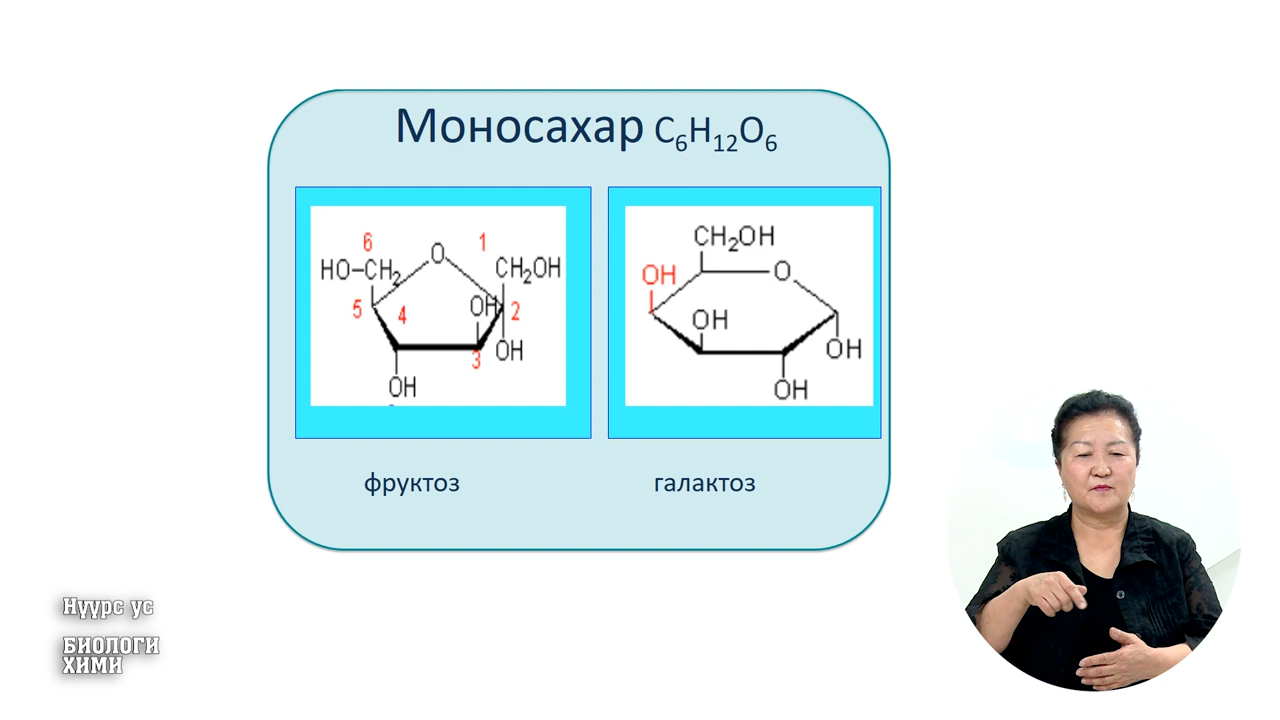 Моносахар C₆H₁₂O₆
6
O
1
HO–CH₂
CH₂OH
5
4
OH
2
3
OH
OH
CH₂OH
OH
O
OH
OH
OH
фруктоз
галактоз
Нүүрс ус
БИОЛОГИ
ХИМИ